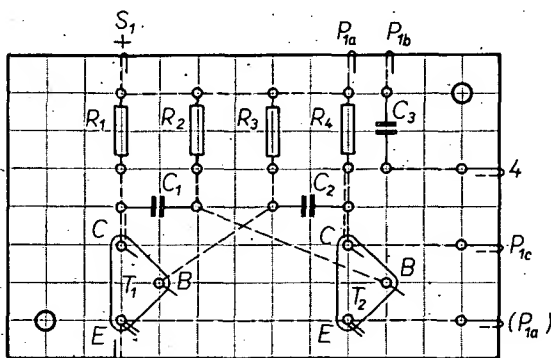 S1 P1a P1b
+
R1 R2 R3 R4 C3
C1 C2 4
C C P1c
T1 B T2 B
E E (P1a)